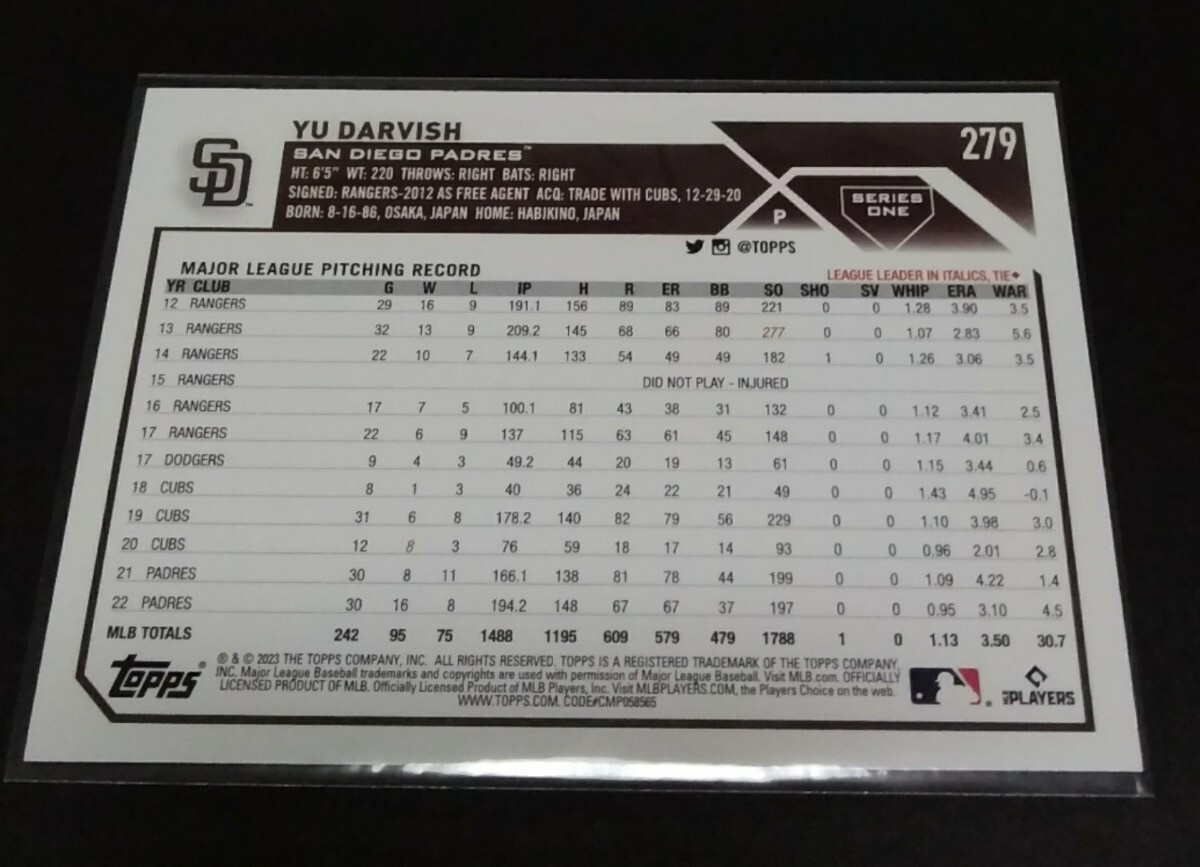 YU DARVISH
279
SD
SAN DIEGO PADRES™
HT: 6'5" WT: 220 THROWS: RIGHT BATS: RIGHT
SIGNED: RANGERS-2012 AS FREE AGENT ACQ: TRADE WITH CUBS, 12-29-20
BORN: 8-16-86, OSAKA, JAPAN HOME: HABIKINO, JAPAN
P
SERIES
ONE
@TOPPS
MAJOR LEAGUE PITCHING RECORD
LEAGUE LEADER IN ITALICS, TIE◆
YR CLUB G W L IP H R ER BB SO SHO SV WHIP ERA WAR
12 RANGERS 29 16 9 191.1 156 89 83 89 221 0 0 1.28 3.90 3.5
13 RANGERS 32 13 9 209.2 145 68 66 80 277 0 0 1.07 2.83 5.6
14 RANGERS 22 10 7 144.1 133 54 49 49 182 1 0 1.26 3.06 3.5
15 RANGERS DID NOT PLAY - INJURED
16 RANGERS 17 7 5 100.1 81 43 38 31 132 0 0 1.12 3.41 2.5
17 RANGERS 22 6 9 137 115 63 61 45 148 0 0 1.17 4.01 3.4
17 DODGERS 9 4 3 49.2 44 20 19 13 61 0 0 1.15 3.44 0.6
18 CUBS 8 1 3 40 36 24 22 21 49 0 0 1.43 4.95 -0.1
19 CUBS 31 6 8 178.2 140 82 79 56 229 0 0 1.10 3.98 3.0
20 CUBS 12 8 3 76 59 18 17 14 93 0 0 0.96 2.01 2.8
21 PADRES 30 8 11 166.1 138 81 78 44 199 0 0 1.09 4.22 1.4
22 PADRES 30 16 8 194.2 148 67 67 37 197 0 0 0.95 3.10 4.5
MLB TOTALS 242 95 75 1488 1195 609 579 479 1788 1 0 1.13 3.50 30.7
topps®
® & © 2023 THE TOPPS COMPANY, INC. ALL RIGHTS RESERVED. TOPPS IS A REGISTERED TRADEMARK OF THE TOPPS COMPANY,
INC. Major League Baseball trademarks and copyrights are used with permission of Major League Baseball. Visit MLB.com. OFFICIALLY
LICENSED PRODUCT OF MLB. Officially Licensed Product of MLB Players, Inc. Visit MLBPLAYERS.COM, the Players Choice on the web.
WWW.TOPPS.COM. CODE#CMP058565
PLAYERS